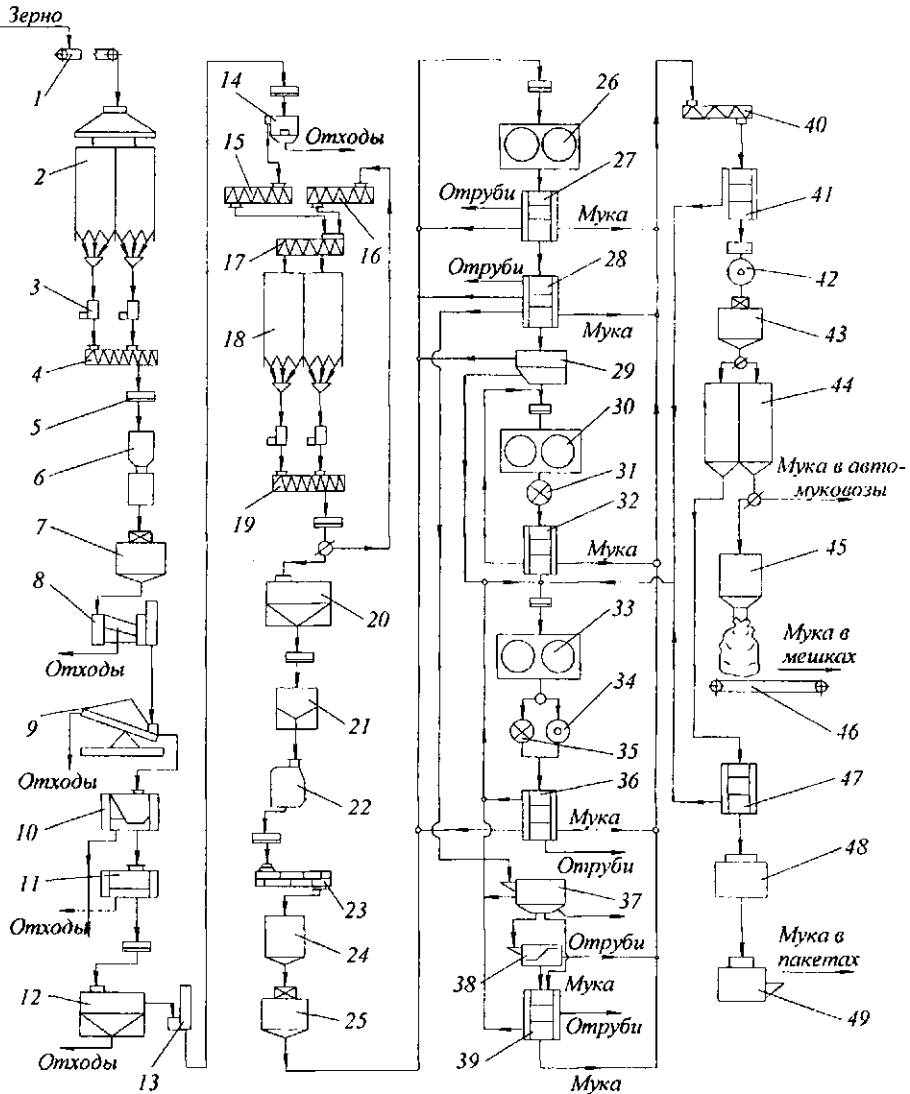 Зерно
1
2
3
4
5
6
7
8
Отходы
9
Отходы
10
11
Отходы
12
Отходы
13
14
Отходы
15
16
17
18
19
20
21
22
23
24
25
26
27
Отруби
Мука
28
Отруби
Мука
29
30
31
32
Мука
33
34
35
36
Мука
Отруби
37
38
Отруби
Мука
39
Отруби
Мука
40
41
42
43
44
Мука в авто-
муковозы
45
Мука в
мешках
46
47
48
Мука в
пакетах
49